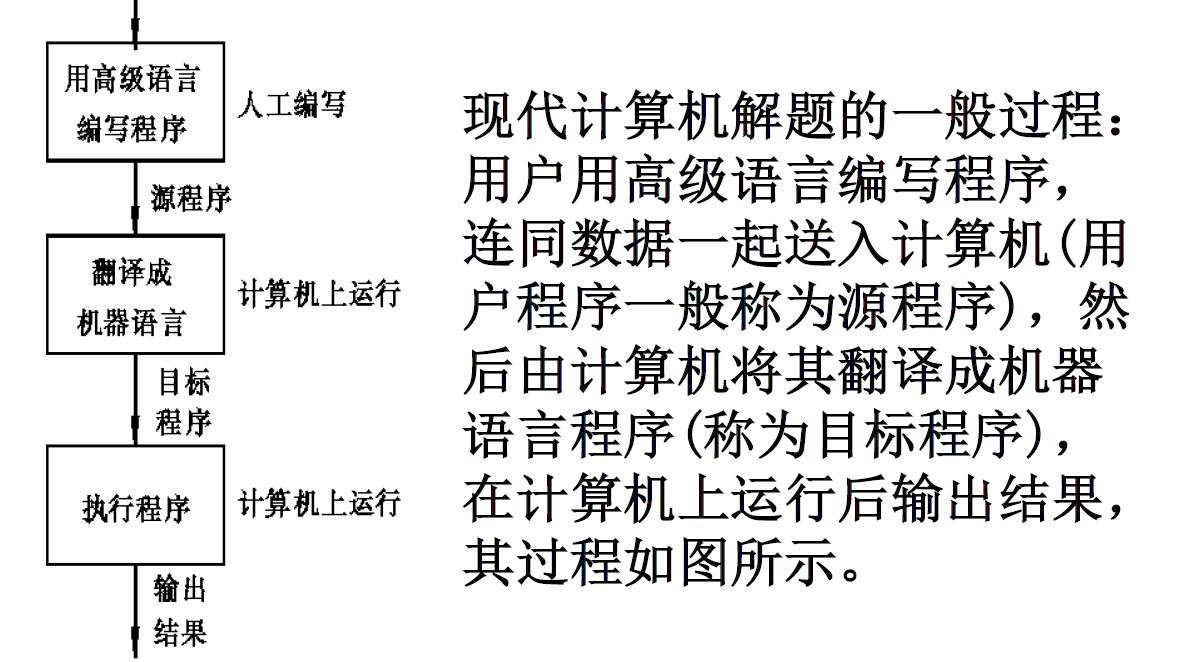 用高级语言
编写程序
人工编写
源程序
翻译成
机器语言
计算机上运行
目标
程序
执行程序
计算机上运行
输出
结果
现代计算机解题的一般过程：
用户用高级语言编写程序，
连同数据一起送入计算机(用
户程序一般称为源程序)，然
后由计算机将其翻译成机器
语言程序(称为目标程序)，
在计算机上运行后输出结果，
其过程如图所示。